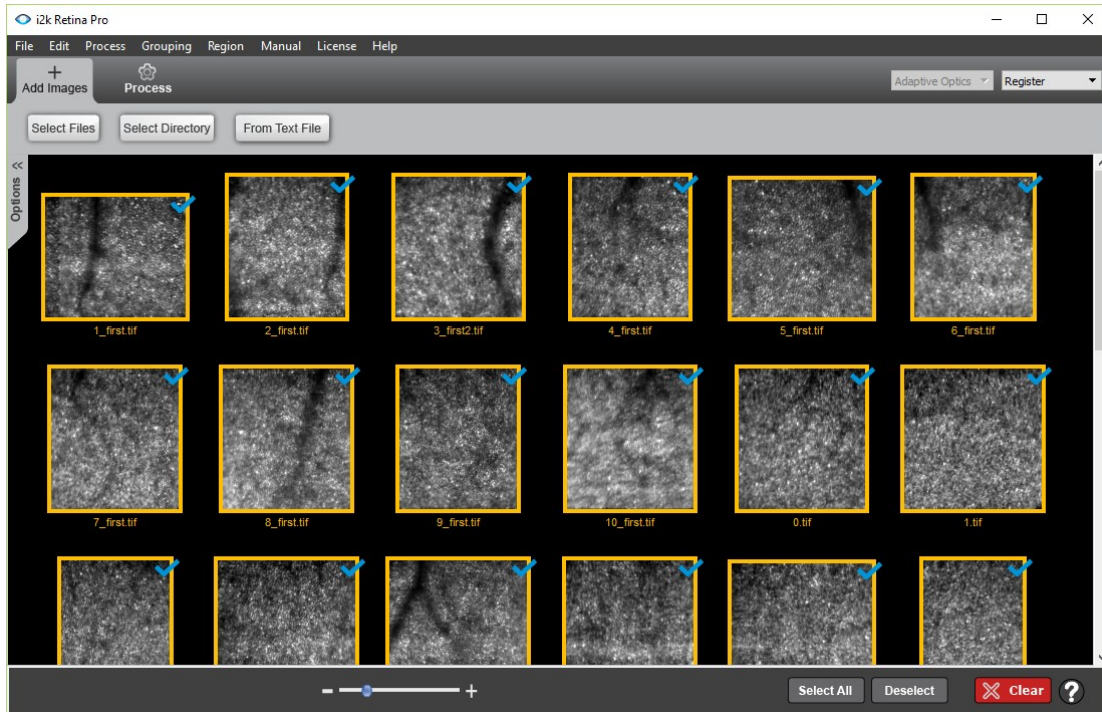 i2k Retina Pro
File Edit Process Grouping Region Manual License Help
Add Images Process Adaptive Optics Register
Select Files Select Directory From Text File
Options
1_first.tif 2_first.tif 3_first2.tif 4_first.tif 5_first.tif 6_first.tif
7_first.tif 8_first.tif 9_first.tif 10_first.tif 0.tif 1.tif
Select All Deselect Clear ?